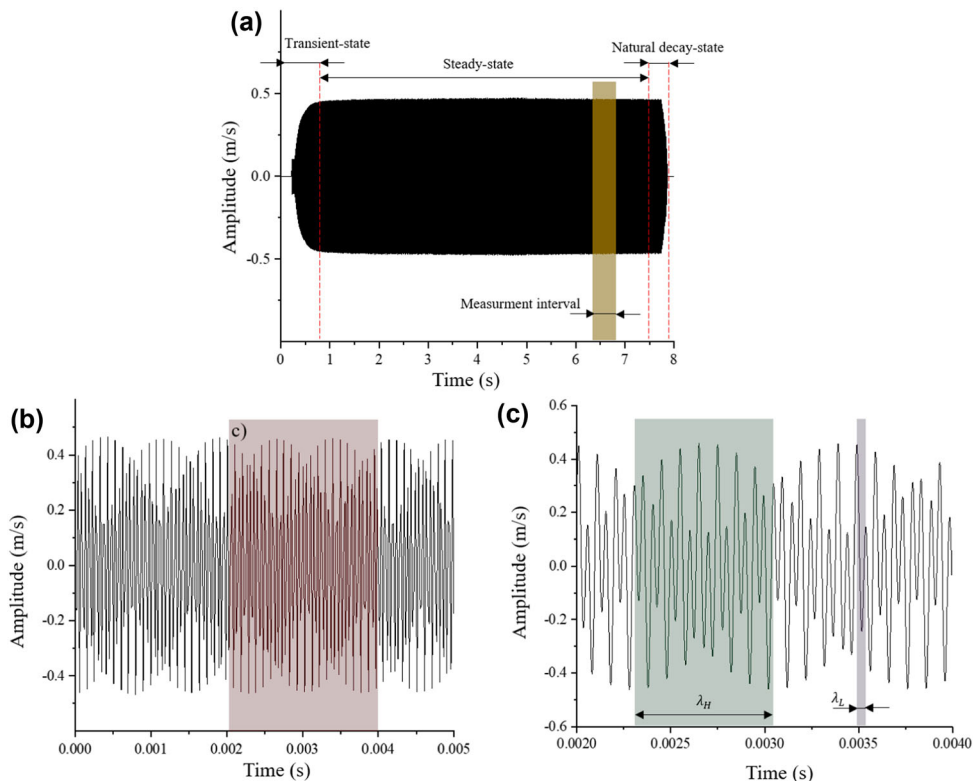 (a)
Transient-state
Natural decay-state
Steady-state
0.5
0.0
-0.5
Amplitude (m/s)
Measurment interval
0 1 2 3 4 5 6 7 8
Time (s)
(b)
c)
0.6
0.4
0.2
0.0
-0.2
-0.4
Amplitude (m/s)
0.000 0.001 0.002 0.003 0.004 0.005
Time (s)
(c)
0.6
0.4
0.2
0.0
-0.2
-0.4
-0.6
Amplitude (m/s)
λH
λL
0.0020 0.0025 0.0030 0.0035 0.0040
Time (s)